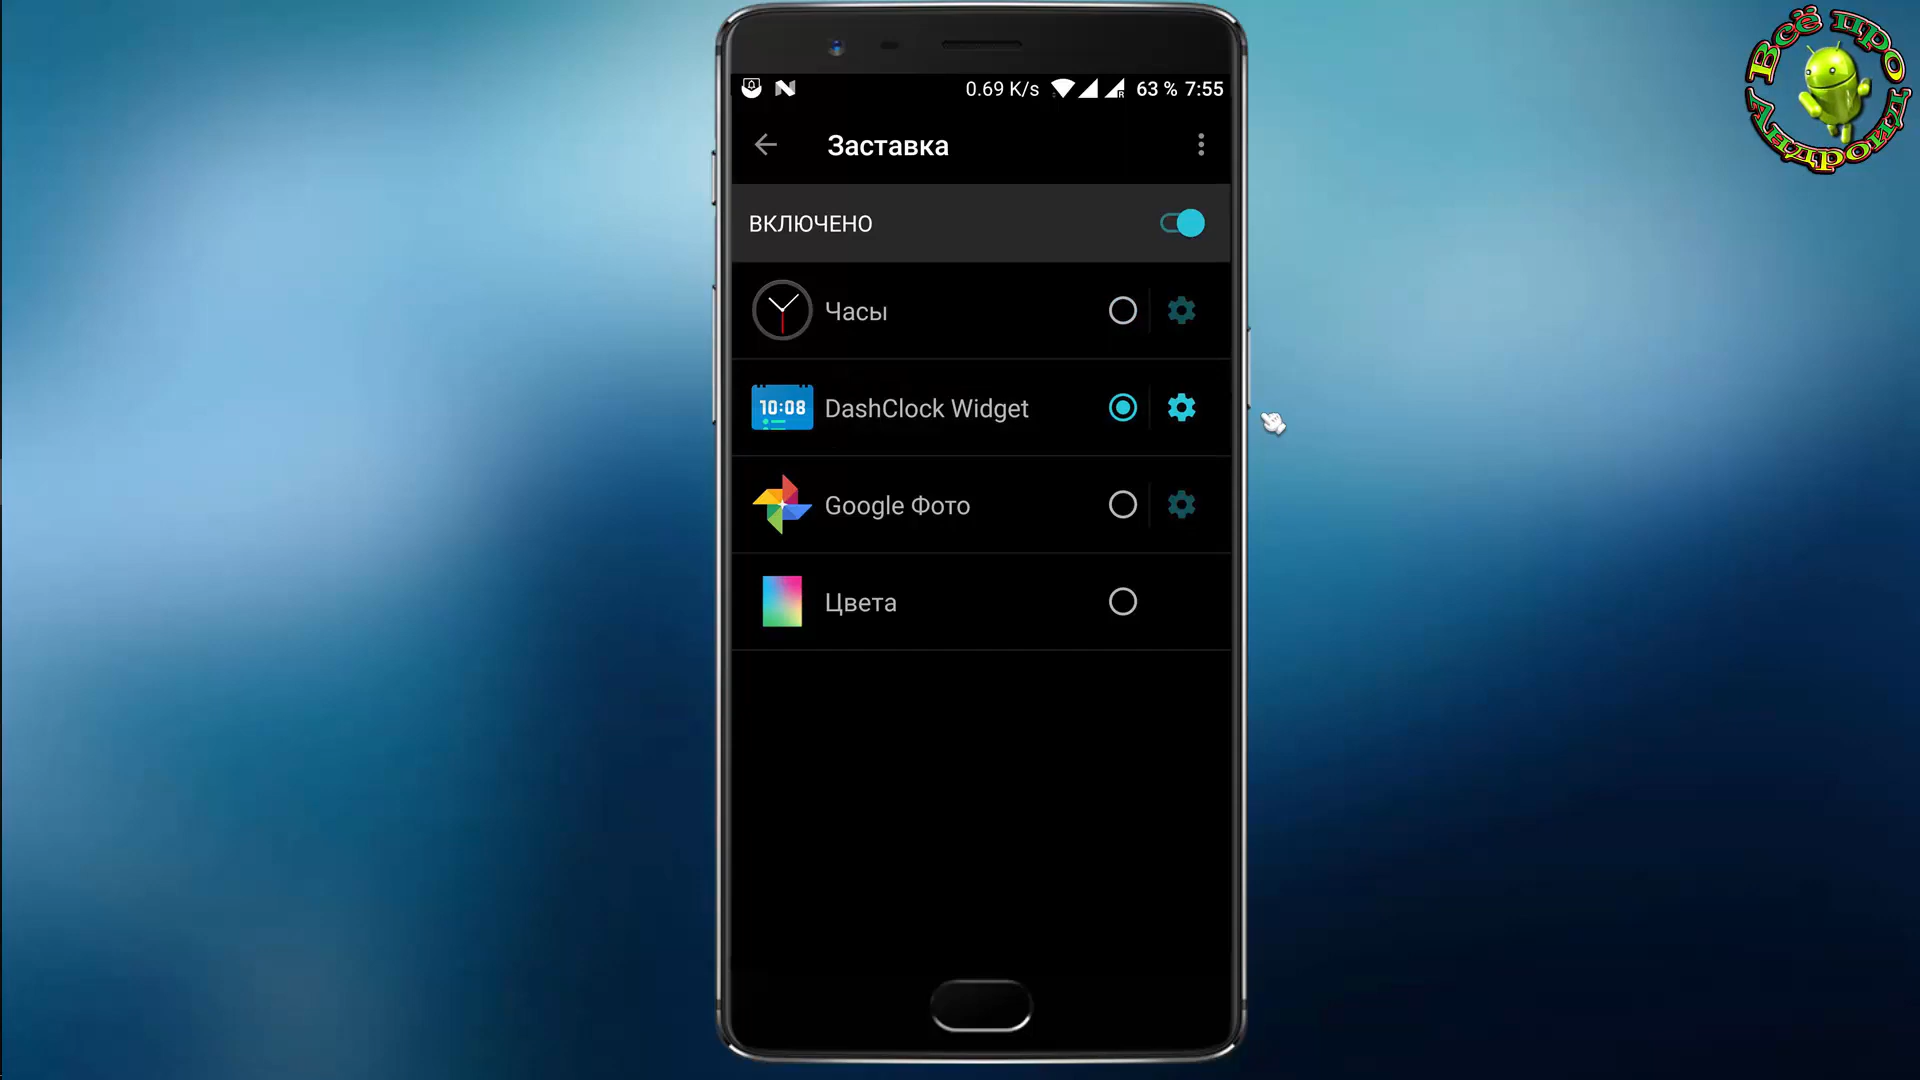 Всё про
Андроид
0.69 K/s 63 % 7:55
Заставка
ВКЛЮЧЕНО
Часы
10:08
DashClock Widget
Google Фото
Цвета